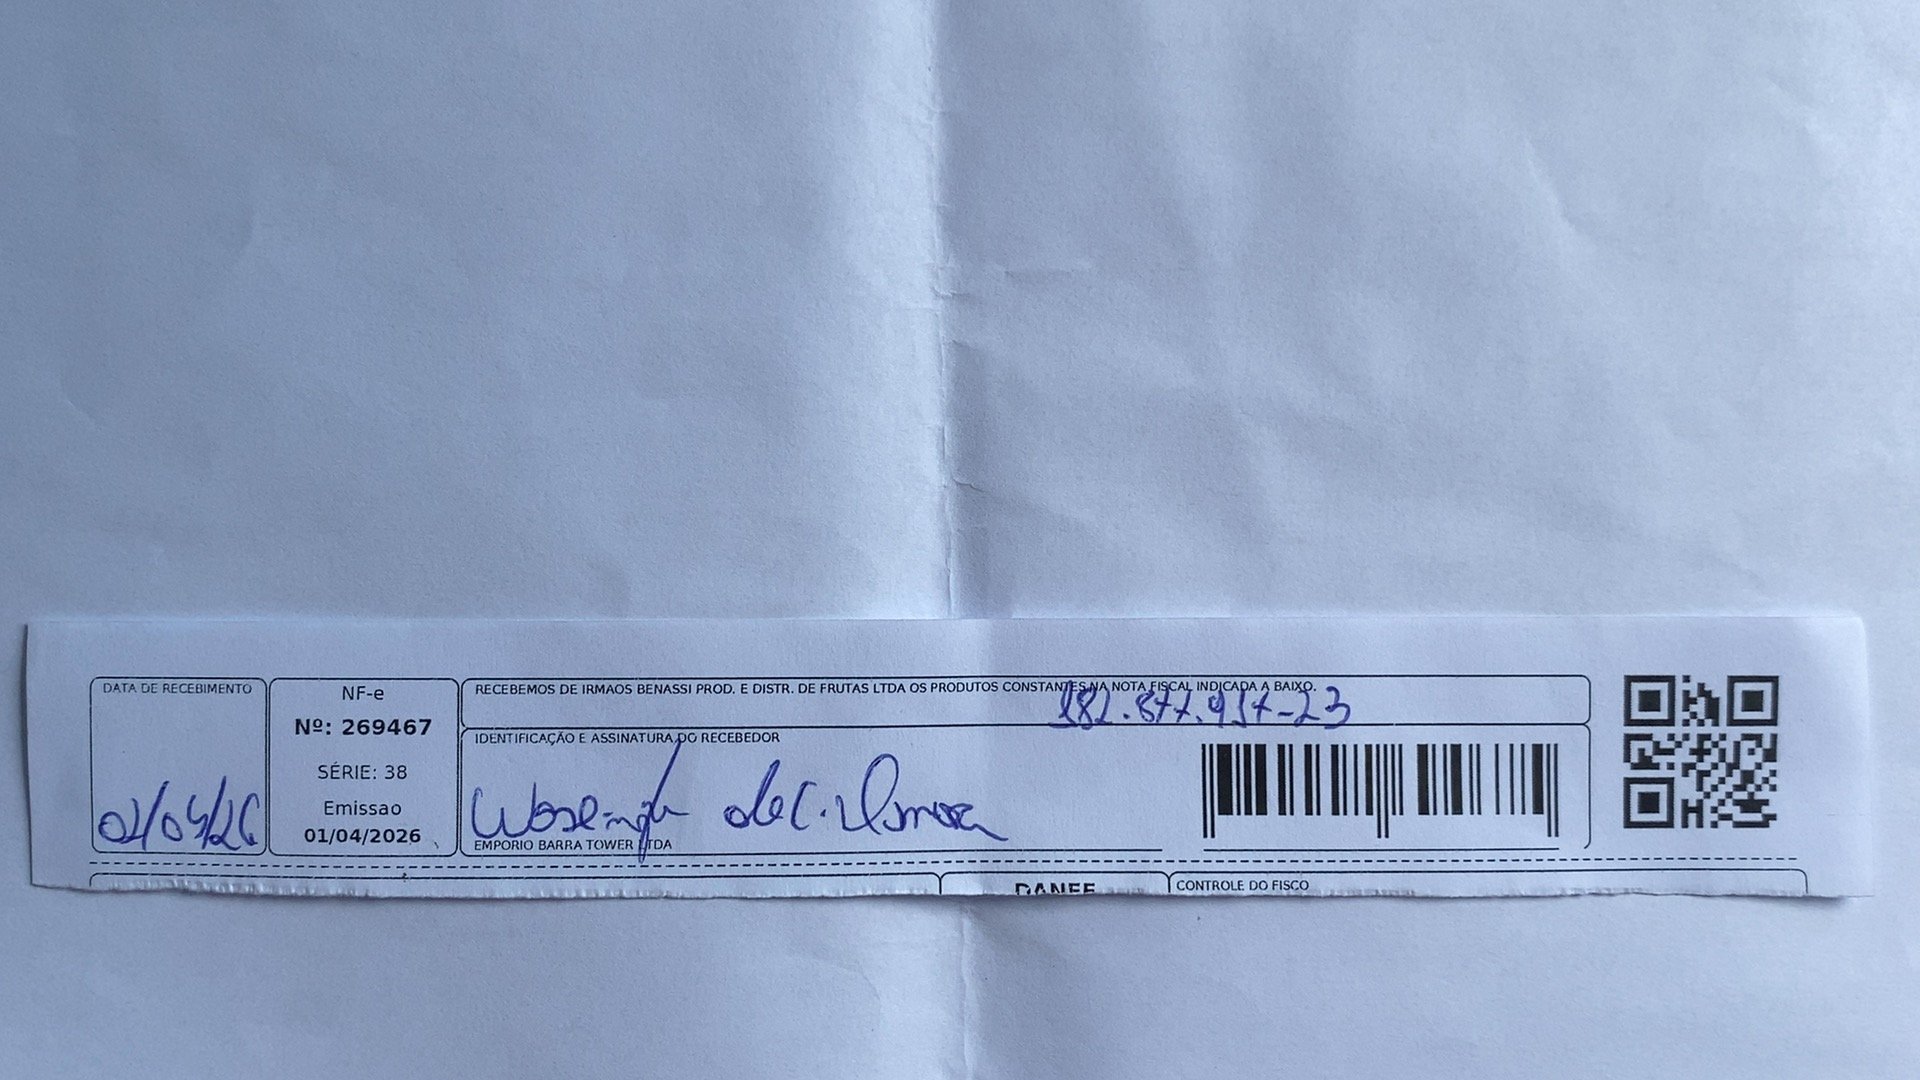 DATA DE RECEBIMENTO
02/04/26
NF-e
Nº: 269467
SÉRIE: 38
Emissao
01/04/2026
RECEBEMOS DE IRMAOS BENASSI PROD. E DISTR. DE FRUTAS LTDA OS PRODUTOS CONSTANTES NA NOTA FISCAL INDICADA A BAIXO.
IDENTIFICAÇÃO E ASSINATURA DO RECEBEDOR
EMPORIO BARRA TOWER LTDA
DANFE
CONTROLE DO FISCO